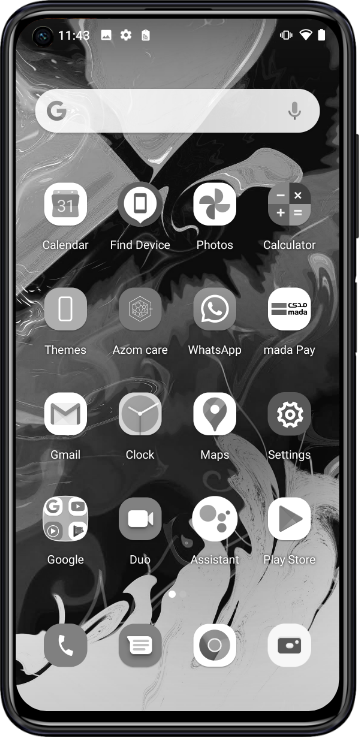 11:43
G
31
Calendar Find Device Photos Calculator
مدى
mada
Themes Azom care WhatsApp mada Pay
Gmail Clock Maps Settings
G
Google Duo Assistant Play Store